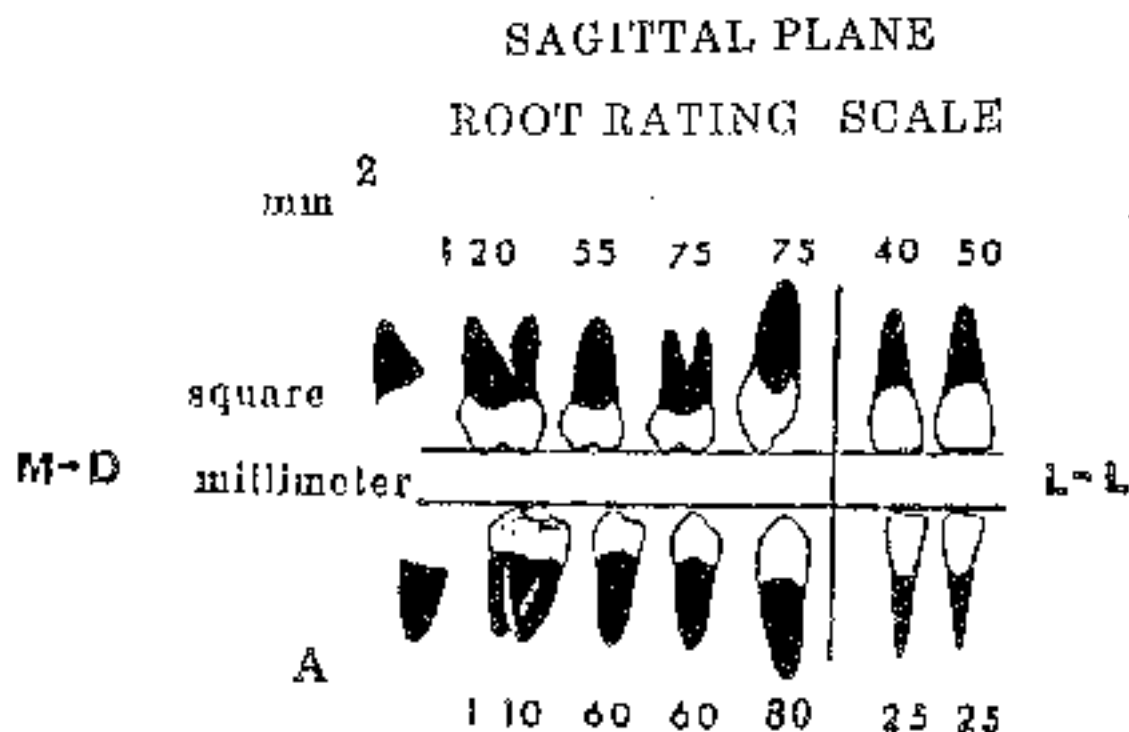 SAGITTAL PLANE
ROOT RATING SCALE
mm 2
120 55 75 75 40 50
square
M→D millimeter L-L
A
110 60 60 80 25 25